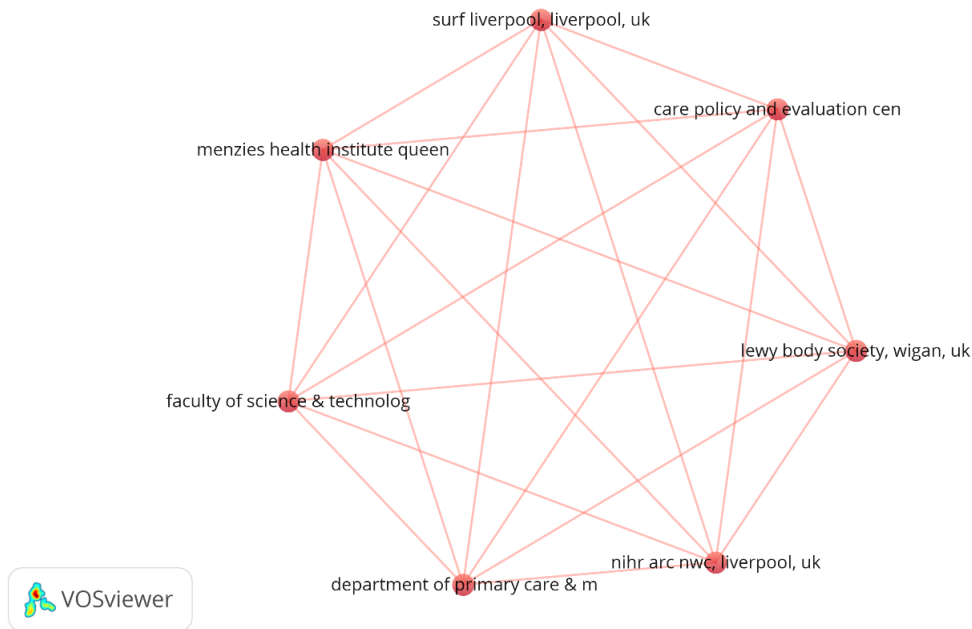 surf liverpool, liverpool, uk
care policy and evaluation cen
menzies health institute queen
lewy body society, wigan, uk
faculty of science & technolog
nihr arc nwc, liverpool, uk
department of primary care & m
VOSviewer